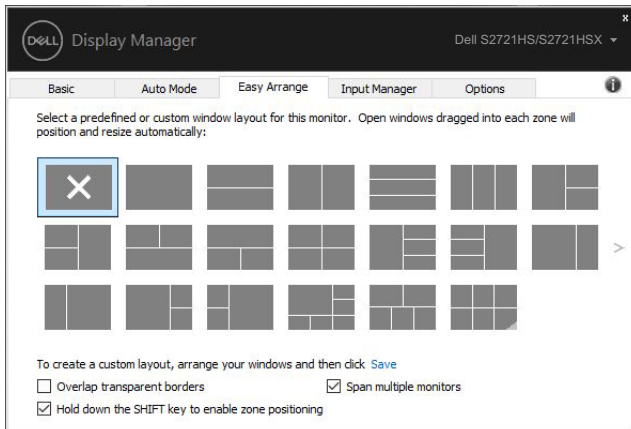 x
DELL Display Manager Dell S2721HS/S2721HSX
Basic Auto Mode Easy Arrange Input Manager Options
Select a predefined or custom window layout for this monitor. Open windows dragged into each zone will
position and resize automatically:
To create a custom layout, arrange your windows and then click Save
Overlap transparent borders Span multiple monitors
Hold down the SHIFT key to enable zone positioning